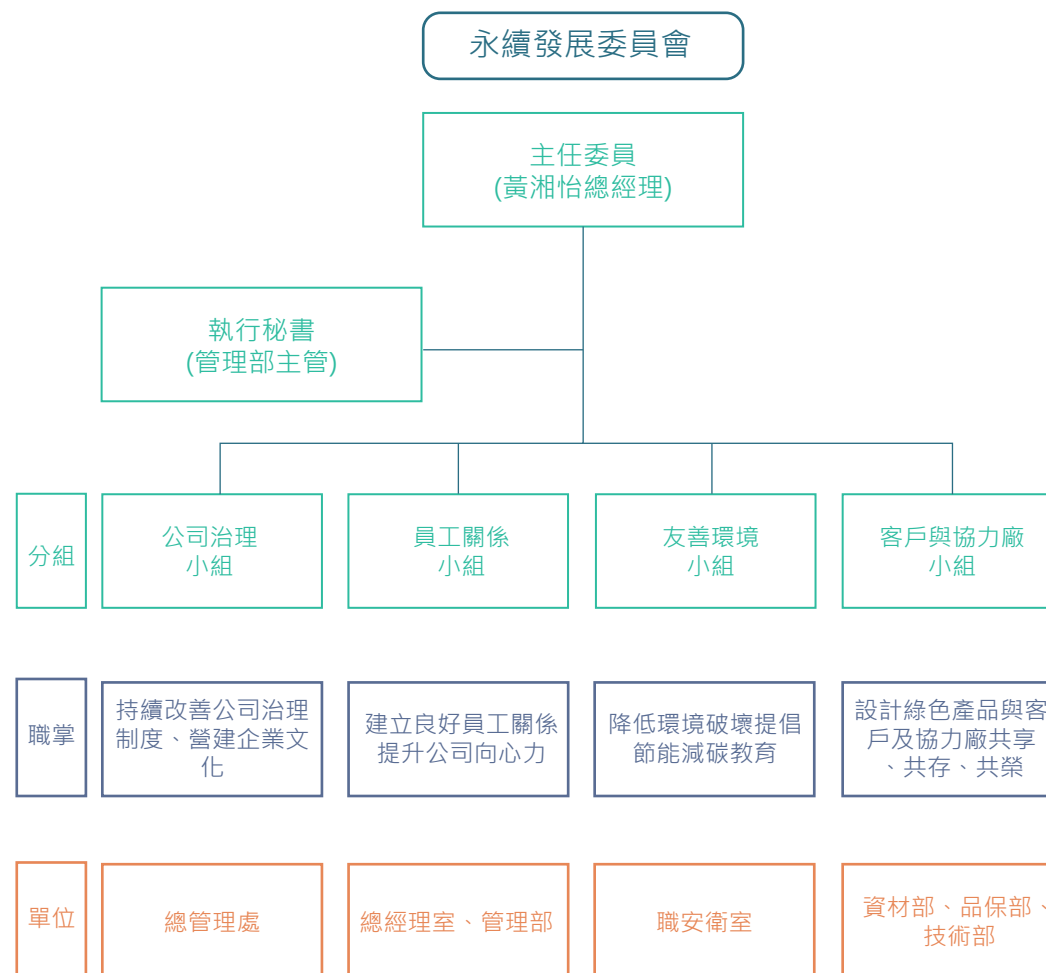 永續發展委員會
主任委員
(黃湘怡總經理)
執行秘書
(管理部主管)
分組
公司治理
小組
員工關係
小組
友善環境
小組
客戶與協力廠
小組
職掌
持續改善公司治理
制度、營建企業文
化
建立良好員工關係
提升公司向心力
降低環境破壞提倡
節能減碳教育
設計綠色產品與客
戶及協力廠共享
、共存、共榮
單位
總管理處
總經理室、管理部
職安衛室
資材部、品保部、
技術部